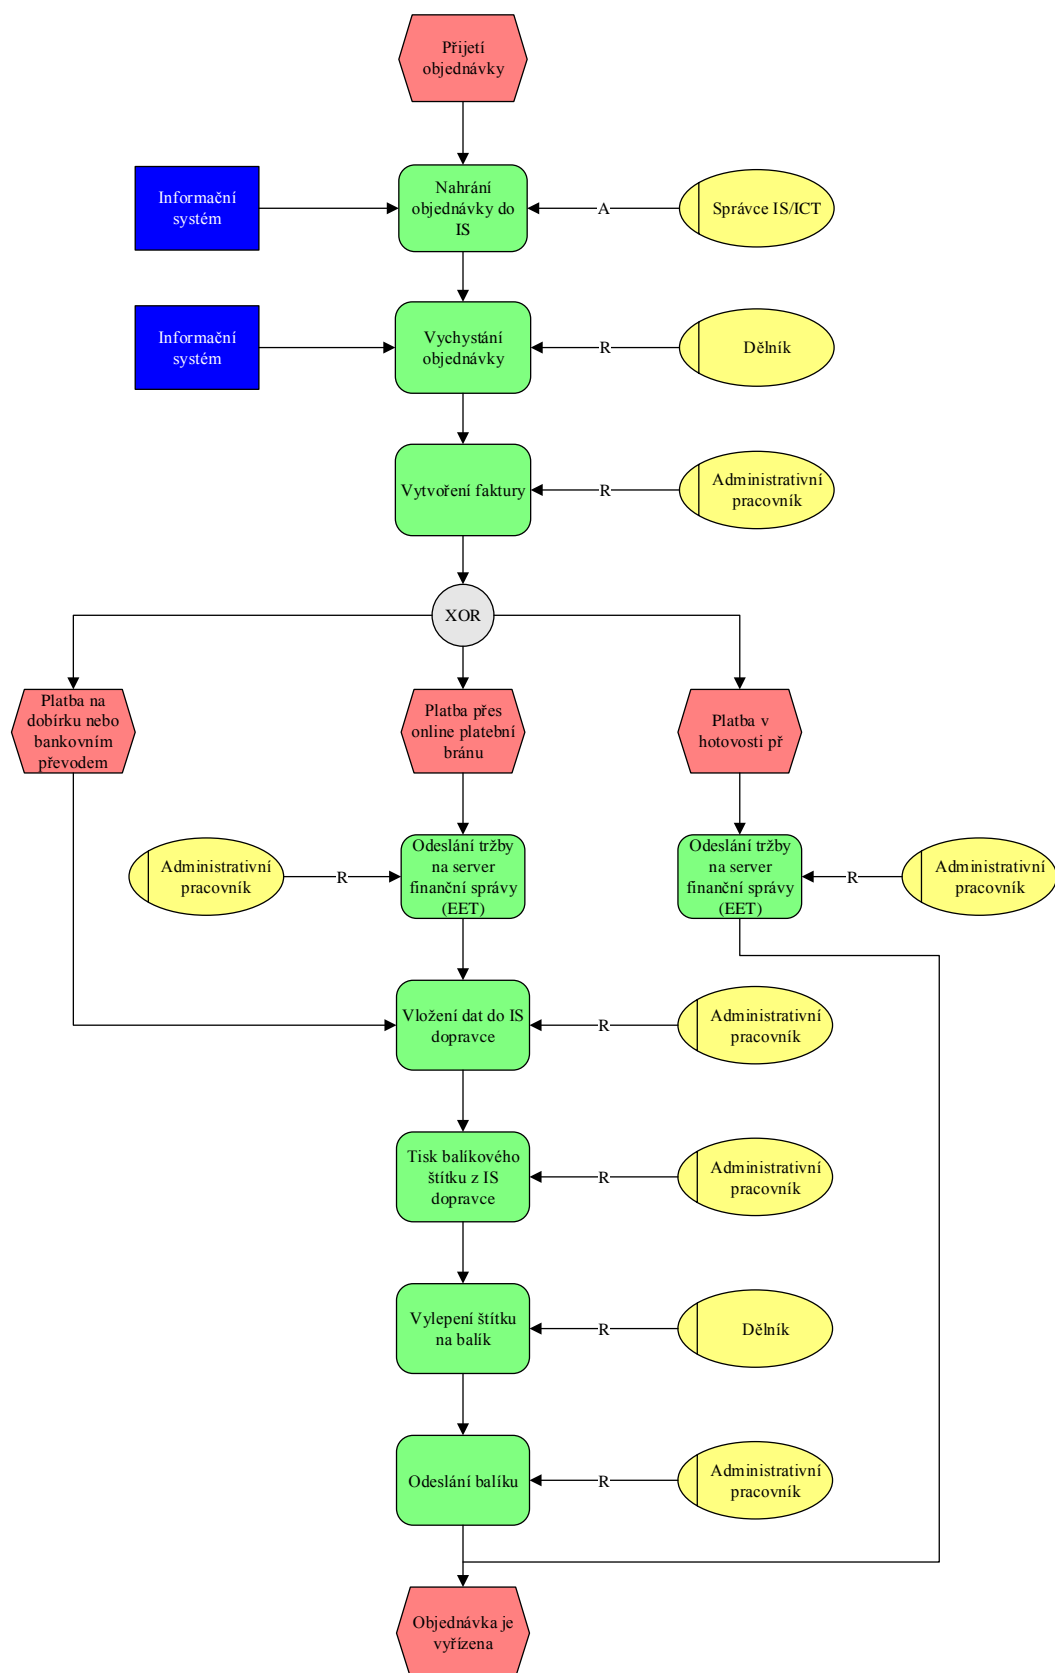 Přijetí
objednávky
Informační
systém
Nahrání
objednávky do
IS
A
Správce IS/ICT
Informační
systém
Vychystání
objednávky
R
Dělník
Vytvoření faktury
R
Administrativní
pracovník
XOR
Platba na
dobírku nebo
bankovním
převodem
Platba přes
online platební
bránu
Platba v
hotovosti př
Administrativní
pracovník
R
Odeslání tržby
na server
finanční správy
(EET)
Odeslání tržby
na server
finanční správy
(EET)
R
Administrativní
pracovník
Vložení dat do IS
dopravce
R
Administrativní
pracovník
Tisk balíkového
štítku z IS
dopravce
R
Administrativní
pracovník
Vylepení štítku
na balík
R
Dělník
Odeslání balíku
R
Administrativní
pracovník
Objednávka je
vyřízena